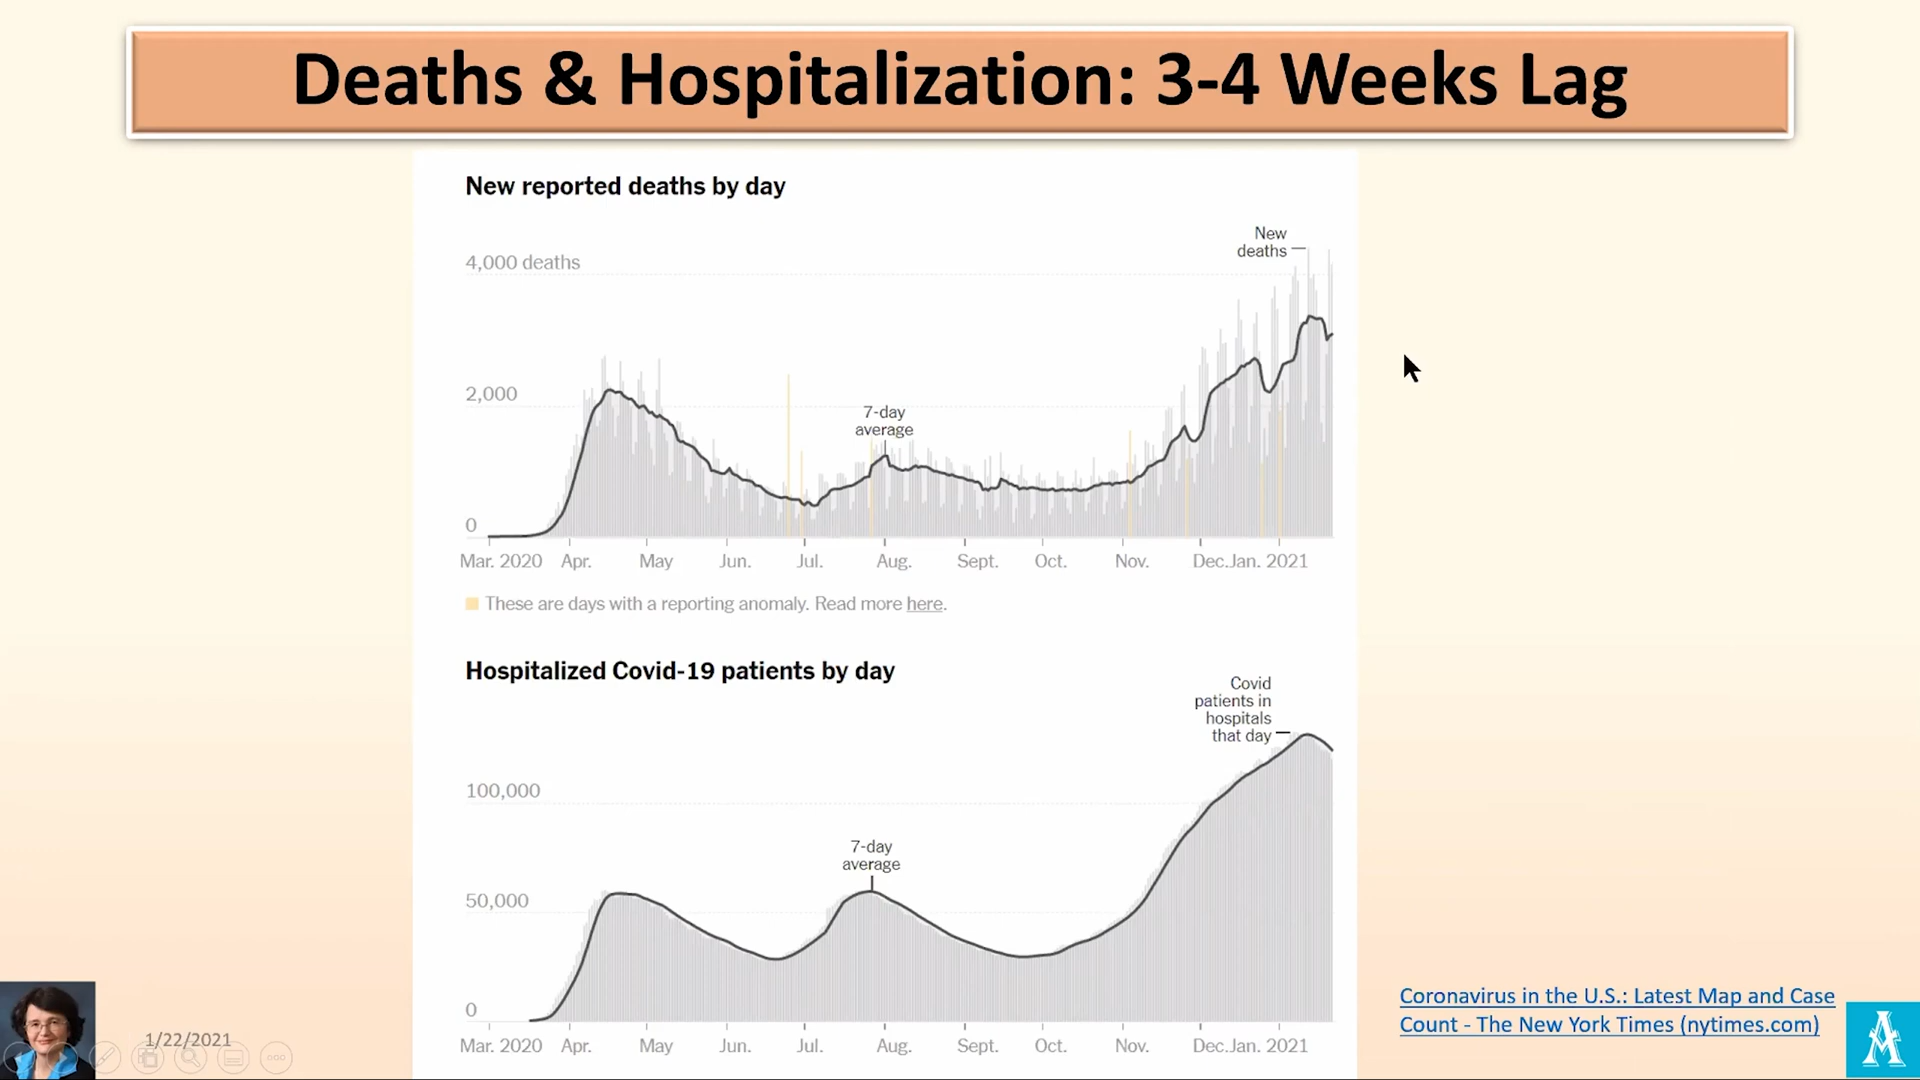 Deaths & Hospitalization: 3-4 Weeks Lag
New reported deaths by day
New
deaths
4,000 deaths
2,000
7-day
average
0
Mar. 2020 Apr. May Jun. Jul. Aug. Sept. Oct. Nov. Dec. Jan. 2021
These are days with a reporting anomaly. Read more here.
Hospitalized Covid-19 patients by day
Covid
patients in
hospitals
that day
100,000
7-day
average
50,000
0
Mar. 2020 Apr. May Jun. Jul. Aug. Sept. Oct. Nov. Dec. Jan. 2021
Coronavirus in the U.S.: Latest Map and Case
Count - The New York Times (nytimes.com)
1/22/2021
A